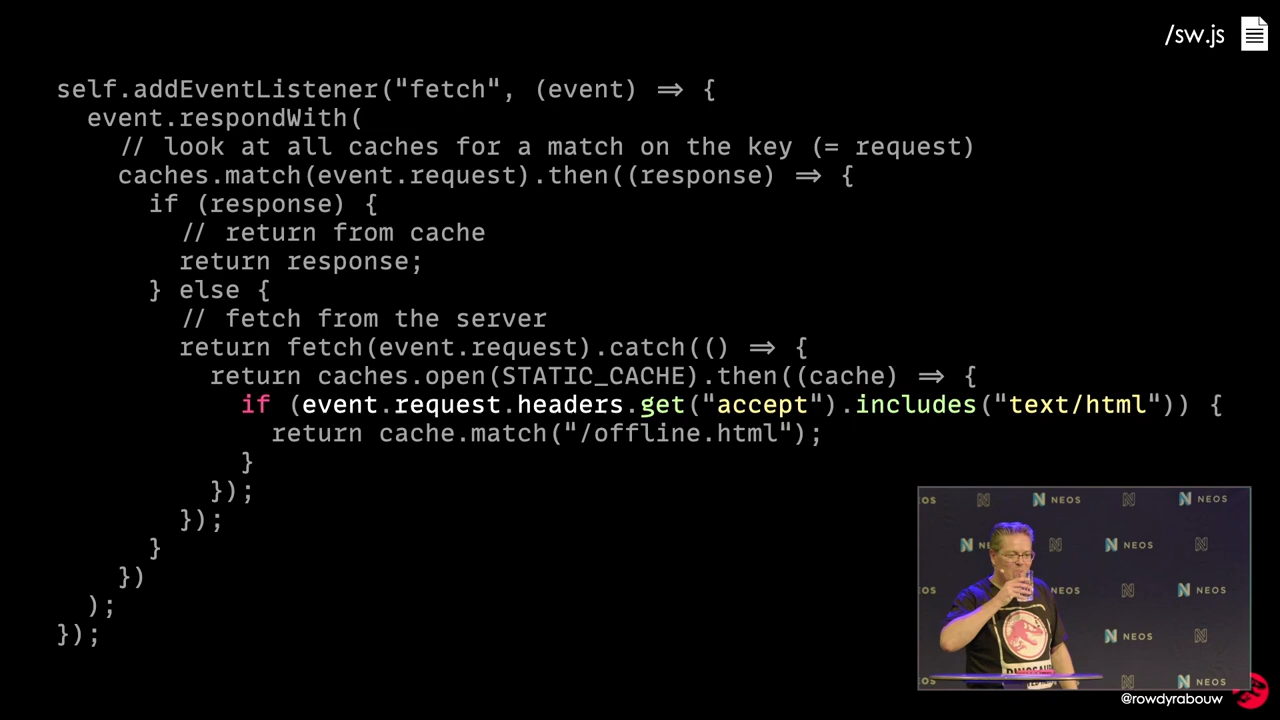 /sw.js
self.addEventListener("fetch", (event) => {
event.respondWith(
// look at all caches for a match on the key (= request)
caches.match(event.request).then((response) => {
if (response) {
// return from cache
return response;
} else {
// fetch from the server
return fetch(event.request).catch(() => {
return caches.open(STATIC_CACHE).then((cache) => {
if (event.request.headers.get("accept").includes("text/html")) {
return cache.match("/offline.html");
}
});
});
}
})
);
});
NEOS
NEOS
NEOS
NEOS
NEOS
NEOS
NEOS
@rowdyrabouw